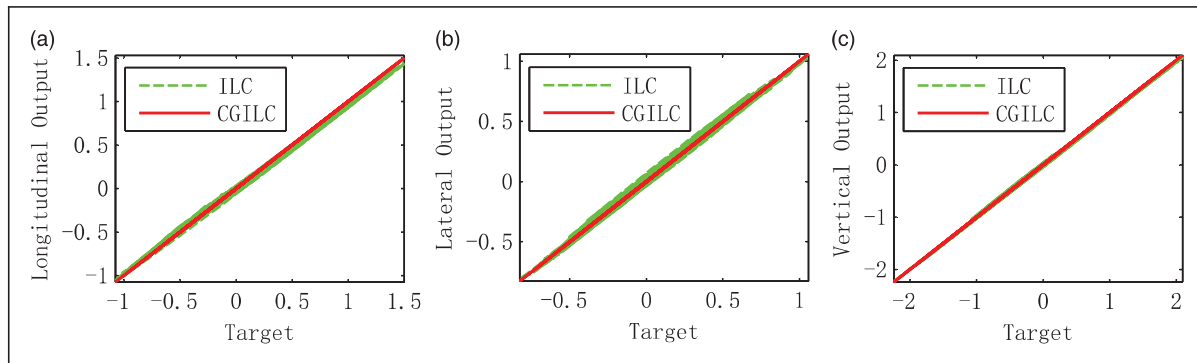 (a)
Longitudinal Output
1.5
1
0.5
0
-0.5
-1
ILC
CGILC
-1 -0.5 0 0.5 1 1.5
Target
(b)
Lateral Output
1
0.5
0
-0.5
ILC
CGILC
-0.5 0 0.5 1
Target
(c)
Vertical Output
2
1
0
-1
-2
ILC
CGILC
-2 -1 0 1 2
Target